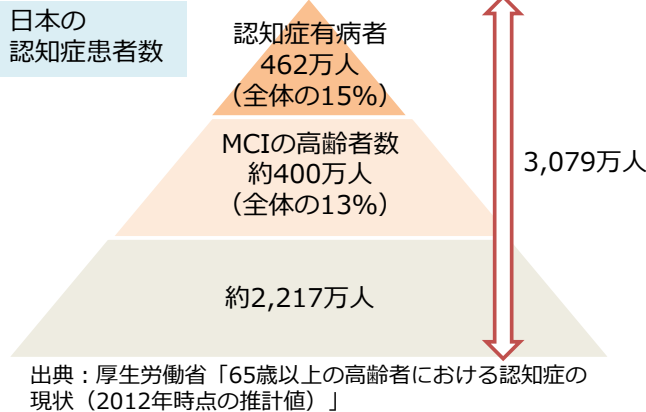 日本の
認知症患者数
認知症有病者
462万人
（全体の15%）
MCIの高齢者数
約400万人
（全体の13%）
3,079万人
約2,217万人
出典：厚生労働省「65歳以上の高齢者における認知症の
現状（2012年時点の推計値）」